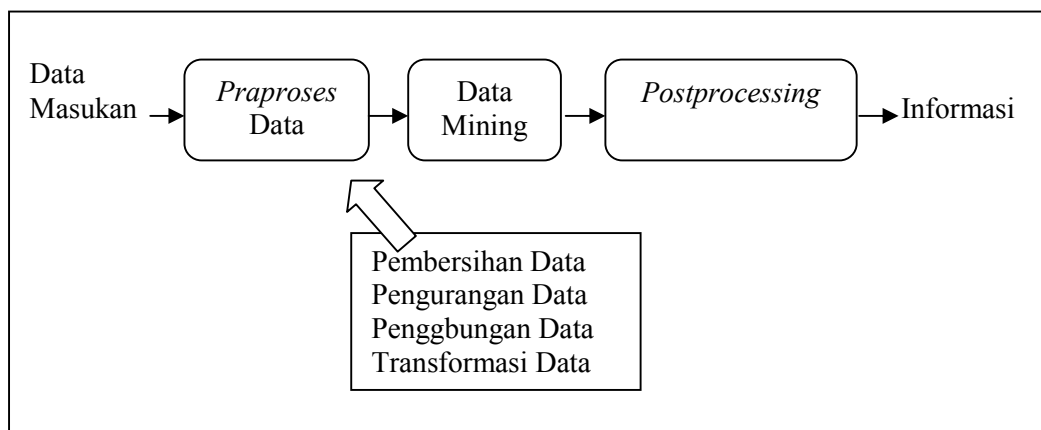 Data
Masukan
Praproses
Data
Data
Mining
Postprocessing
Informasi
Pembersihan Data
Pengurangan Data
Penggbungan Data
Transformasi Data